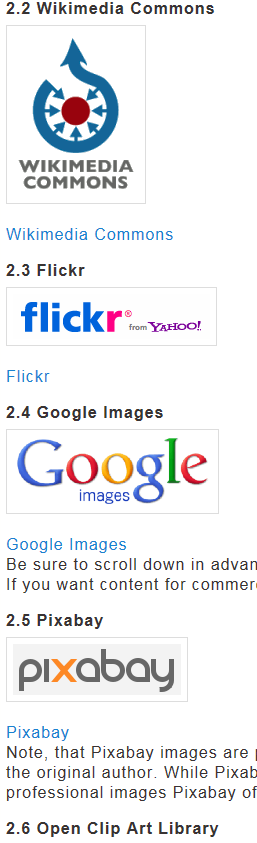 2.2 Wikimedia Commons
WIKIMEDIA
COMMONS
Wikimedia Commons
2.3 Flickr
flickr® from YAHOO!
Flickr
2.4 Google Images
Google
images
Google Images
Be sure to scroll down in advan
If you want content for commer
2.5 Pixabay
pixabay
Pixabay
Note, that Pixabay images are p
the original author. While Pixab
professional images Pixabay of
2.6 Open Clip Art Library